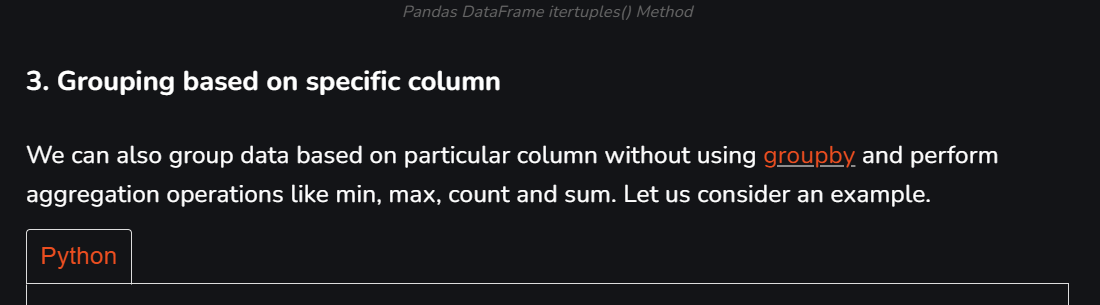 Pandas DataFrame itertuples() Method
3. Grouping based on specific column
We can also group data based on particular column without using groupby and perform
aggregation operations like min, max, count and sum. Let us consider an example.
Python